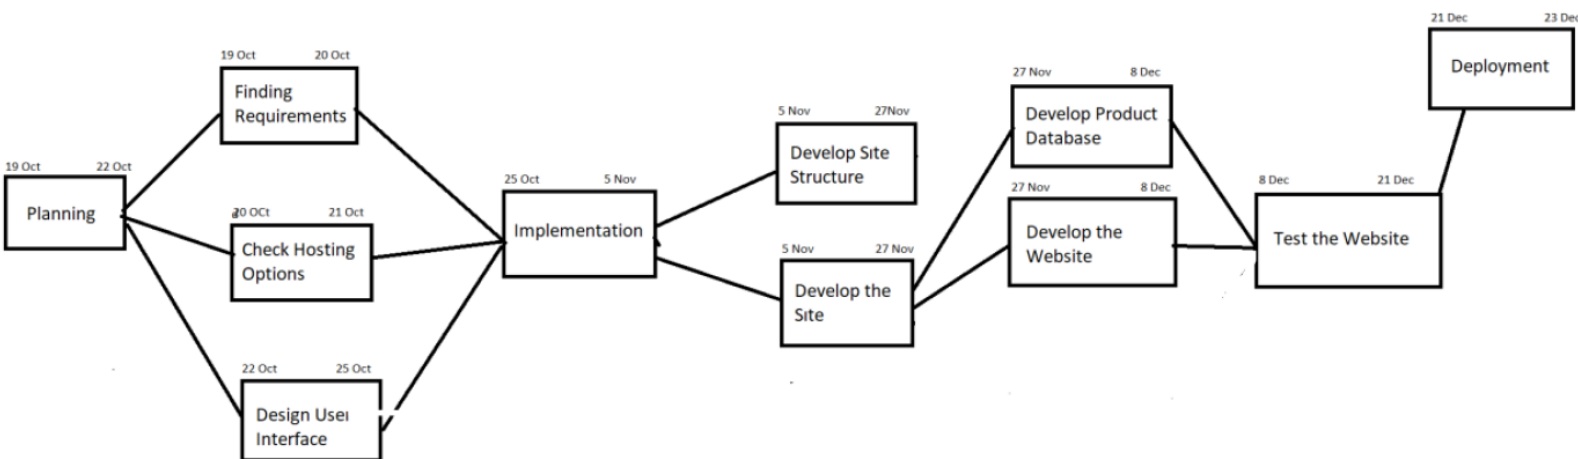 19 Oct 22 Oct
Planning
19 Oct 20 Oct
Finding
Requirements
20 OCt 21 Oct
Check Hosting
Options
22 Oct 25 Oct
Design User
Interface
25 Oct 5 Nov
Implementation
5 Nov 27Nov
Develop Site
Structure
5 Nov 27 Nov
Develop the
Site
27 Nov 8 Dec
Develop Product
Database
27 Nov 8 Dec
Develop the
Website
8 Dec 21 Dec
Test the Website
21 Dec 23 Dec
Deployment